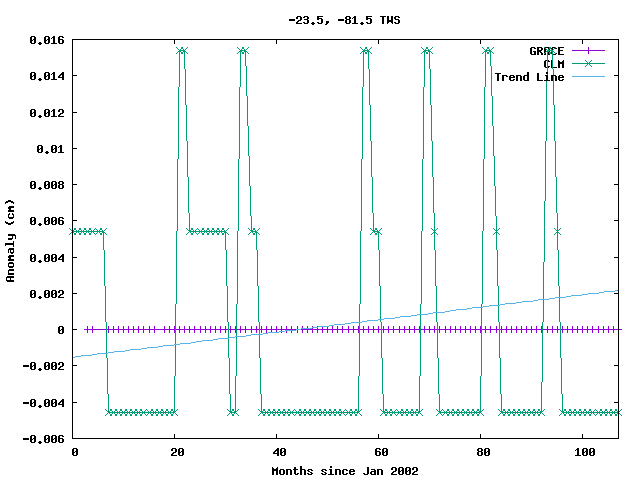 -23.5, -81.5 TWS
GRACE
CLM
Trend Line
0.016
0.014
0.012
0.01
0.008
0.006
0.004
0.002
0
-0.002
-0.004
-0.006
Anomaly (cm)
0 20 40 60 80 100
Months since Jan 2002